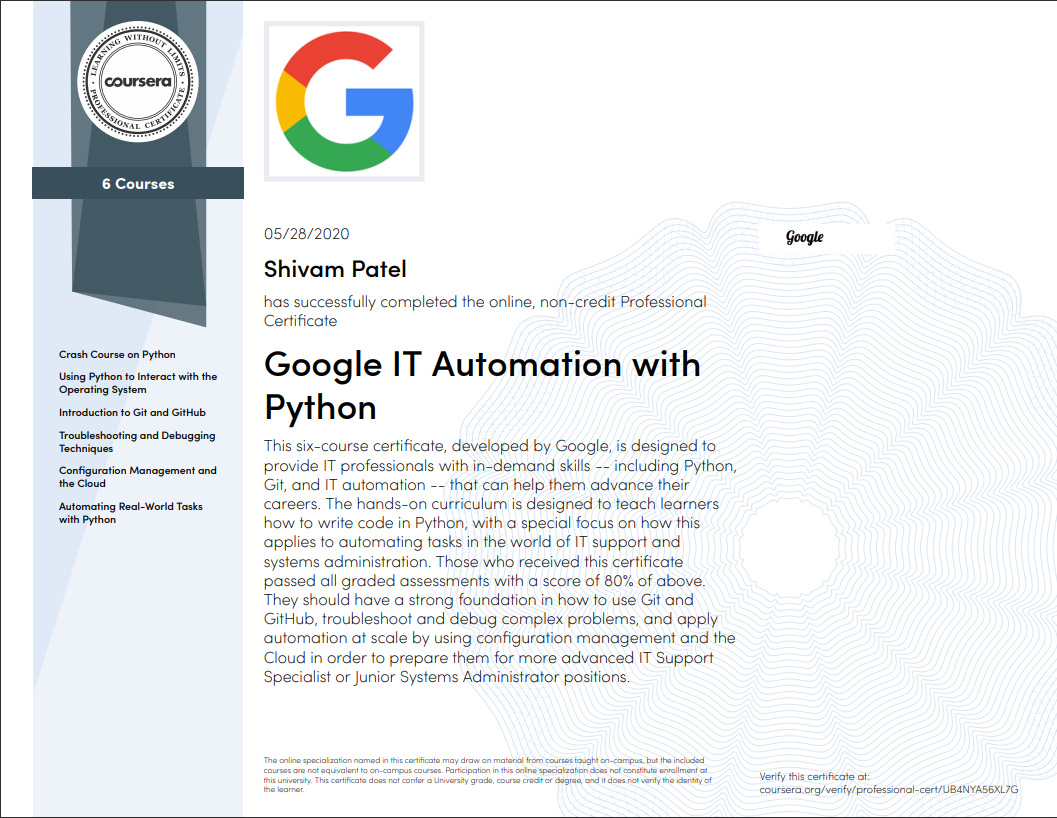 LEARNING WITHOUT LIMITS
coursera
PROFESSIONAL CERTIFICATE
6 Courses
Crash Course on Python
Using Python to Interact with the
Operating System
Introduction to Git and GitHub
Troubleshooting and Debugging
Techniques
Configuration Management and
the Cloud
Automating Real-World Tasks
with Python
G
05/28/2020
Shivam Patel
has successfully completed the online, non-credit Professional
Certificate
Google IT Automation with
Python
This six-course certificate, developed by Google, is designed to
provide IT professionals with in-demand skills -- including Python,
Git, and IT automation -- that can help them advance their
careers. The hands-on curriculum is designed to teach learners
how to write code in Python, with a special focus on how this
applies to automating tasks in the world of IT support and
systems administration. Those who received this certificate
passed all graded assessments with a score of 80% of above.
They should have a strong foundation in how to use Git and
GitHub, troubleshoot and debug complex problems, and apply
automation at scale by using configuration management and the
Cloud in order to prepare them for more advanced IT Support
Specialist or Junior Systems Administrator positions.
Google
The online specialization named in this certificate may draw on material from courses taught on-campus, but the included
courses are not equivalent to on-campus courses. Participation in this online specialization does not constitute enrollment at
this university. This certificate does not confer a University grade, course credit or degree, and it does not verify the identity of
the learner.
Verify this certificate at:
coursera.org/verify/professional-cert/UB4NYA56XL7G